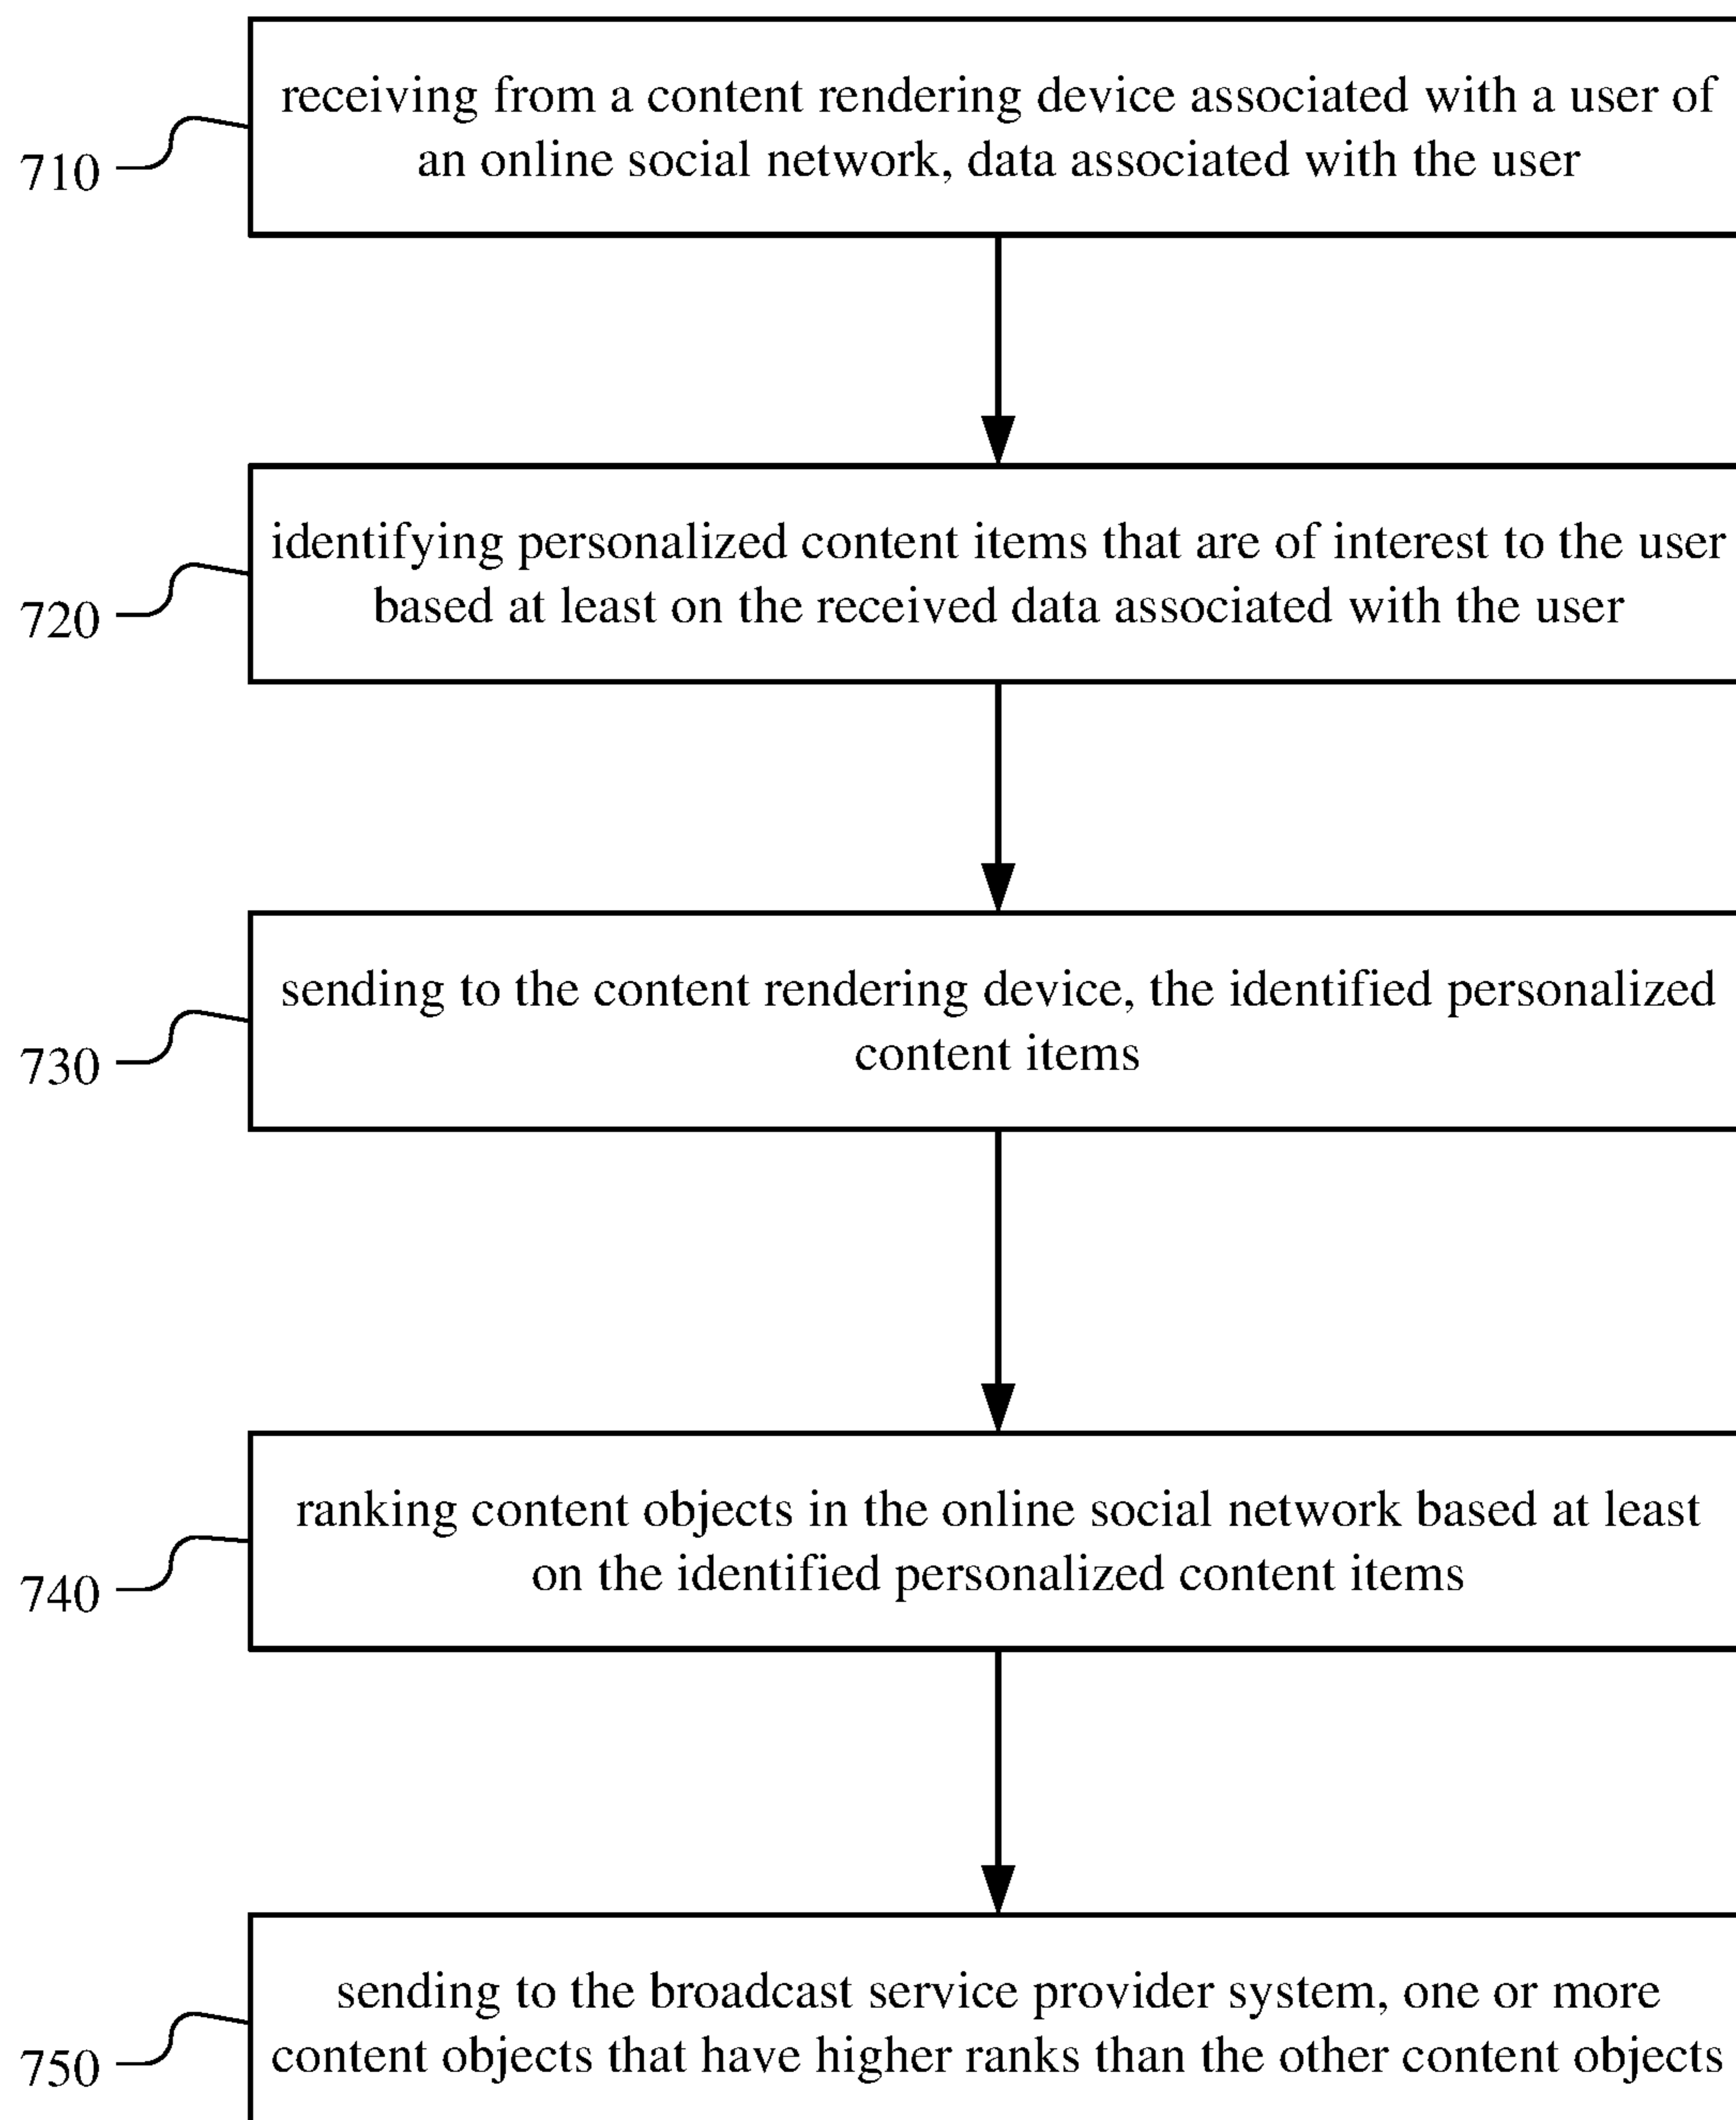 receiving from a content rendering device associated with a user of
an online social network, data associated with the user
710
identifying personalized content items that are of interest to the user
based at least on the received data associated with the user
720
sending to the content rendering device, the identified personalized
content items
730
ranking content objects in the online social network based at least
on the identified personalized content items
740
sending to the broadcast service provider system, one or more
content objects that have higher ranks than the other content objects
750